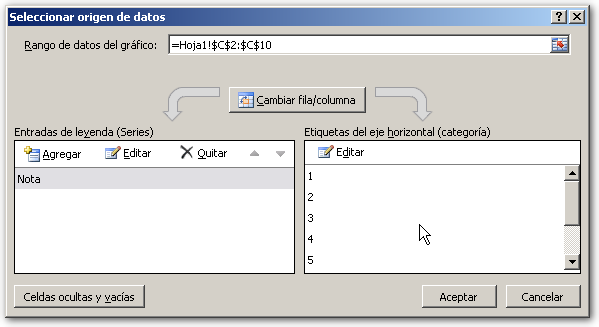 Seleccionar origen de datos
Rango de datos del gráfico: =Hoja1!$C$2:$C$10
Cambiar fila/columna
Entradas de leyenda (Series)
Agregar Editar Quitar
Nota
Etiquetas del eje horizontal (categoría)
Editar
1
2
3
4
5
Celdas ocultas y vacías
Aceptar Cancelar